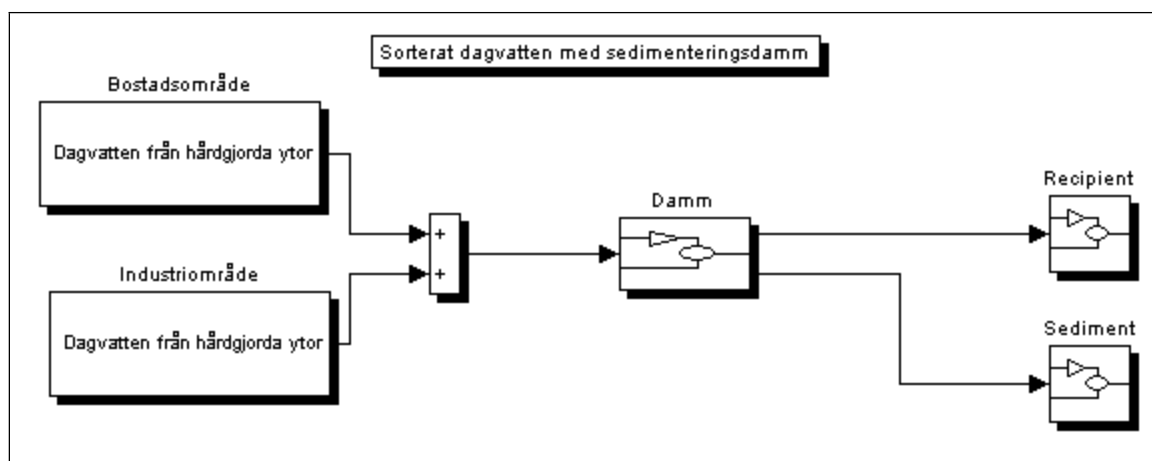 Sorterat dagvatten med sedimenteringsdamm
Bostadsområde
Dagvatten från hårdgjorda ytor
Industriområde
Dagvatten från hårdgjorda ytor
+
+
Damm
Recipient
Sediment